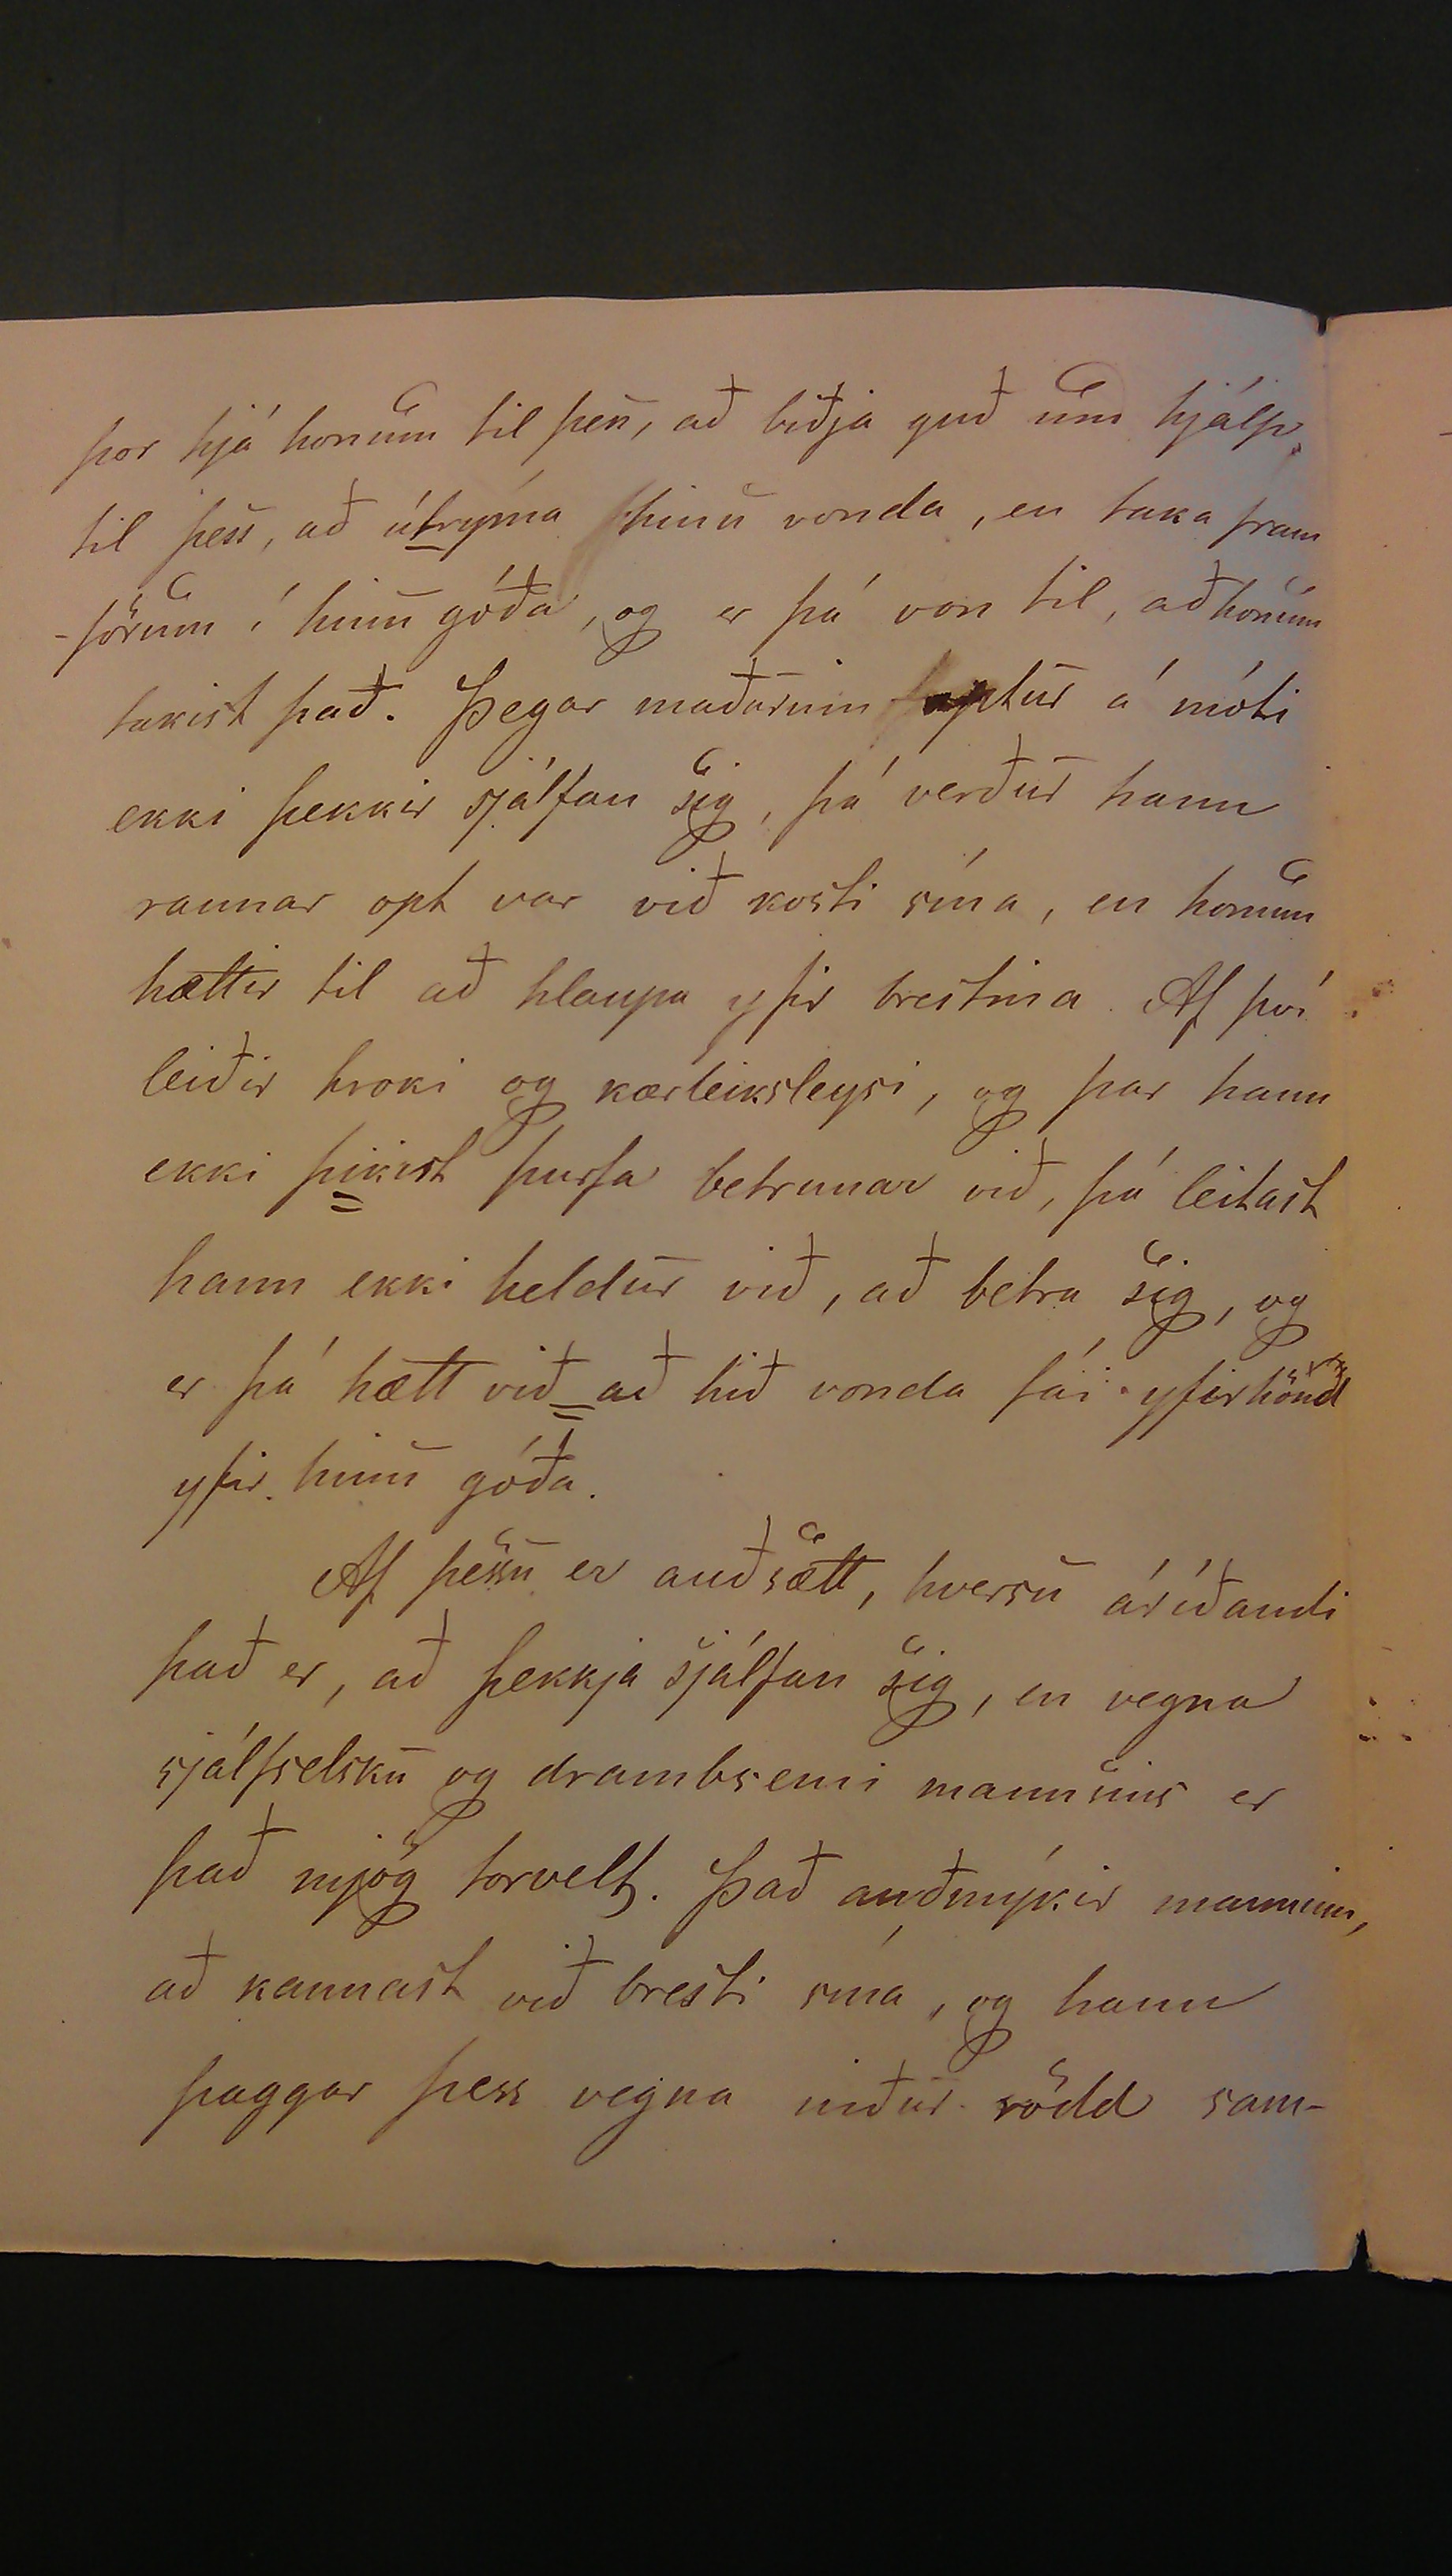 þor hjá honum til þess, að biðja guð um hjálp
til þess, að útrýma hinu vonda, en taka fram
-förum í hinu góða, og er þá von til, að honum
takist það. Þegar maðurinn aptur á móti
ekki þekkir sjálfan sig, þá verður hann
raunar opt var við kosti sína, en honum
hættir til að hlaupa yfir brestina. Af því
leiðir hroki og kærleiksleysi, og þar hann
ekki þikist þurfa betrunar við, þá leitast
hann ekki heldur við, að betra sig, og
er þá hætt við að hið vonda fái yfirhönd
yfir hinu góða.
Af þessu er auðsætt, hversu áríðandi
það er, að þekkja sjálfan sig, en vegna
sjálfselsku og drambsemi mannsins er
það mjög torvelt. Það auðmýkir manninn,
að kannast við bresti sína, og hann
þaggar þess vegna niður rödd sam-